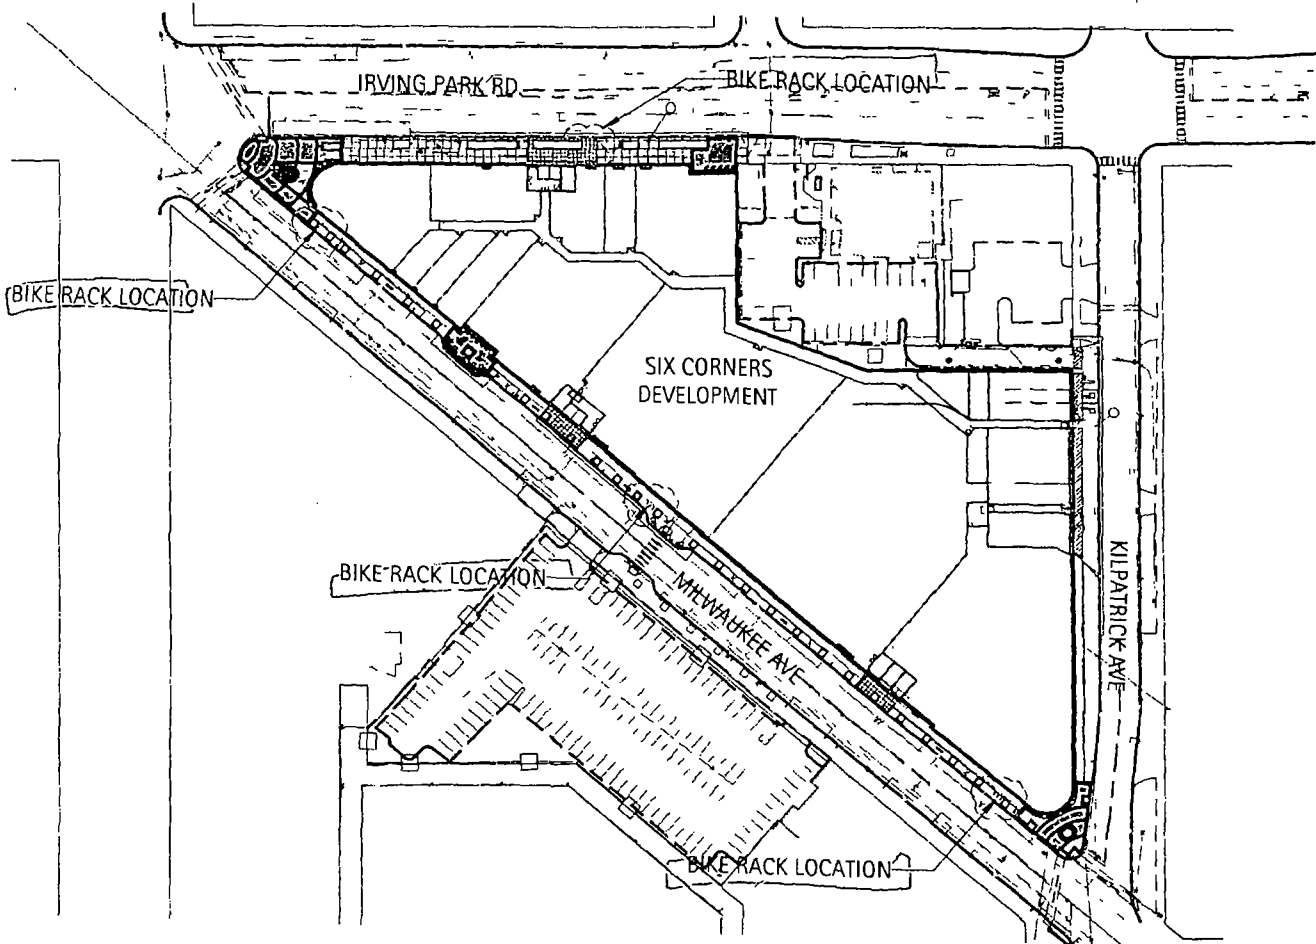 IRVING PARK RD
BIKE RACK LOCATION
BIKE RACK LOCATION
SIX CORNERS
DEVELOPMENT
BIKE RACK LOCATION
MILWAUKEE AVE
KILPATRICK AVE
BIKE RACK LOCATION